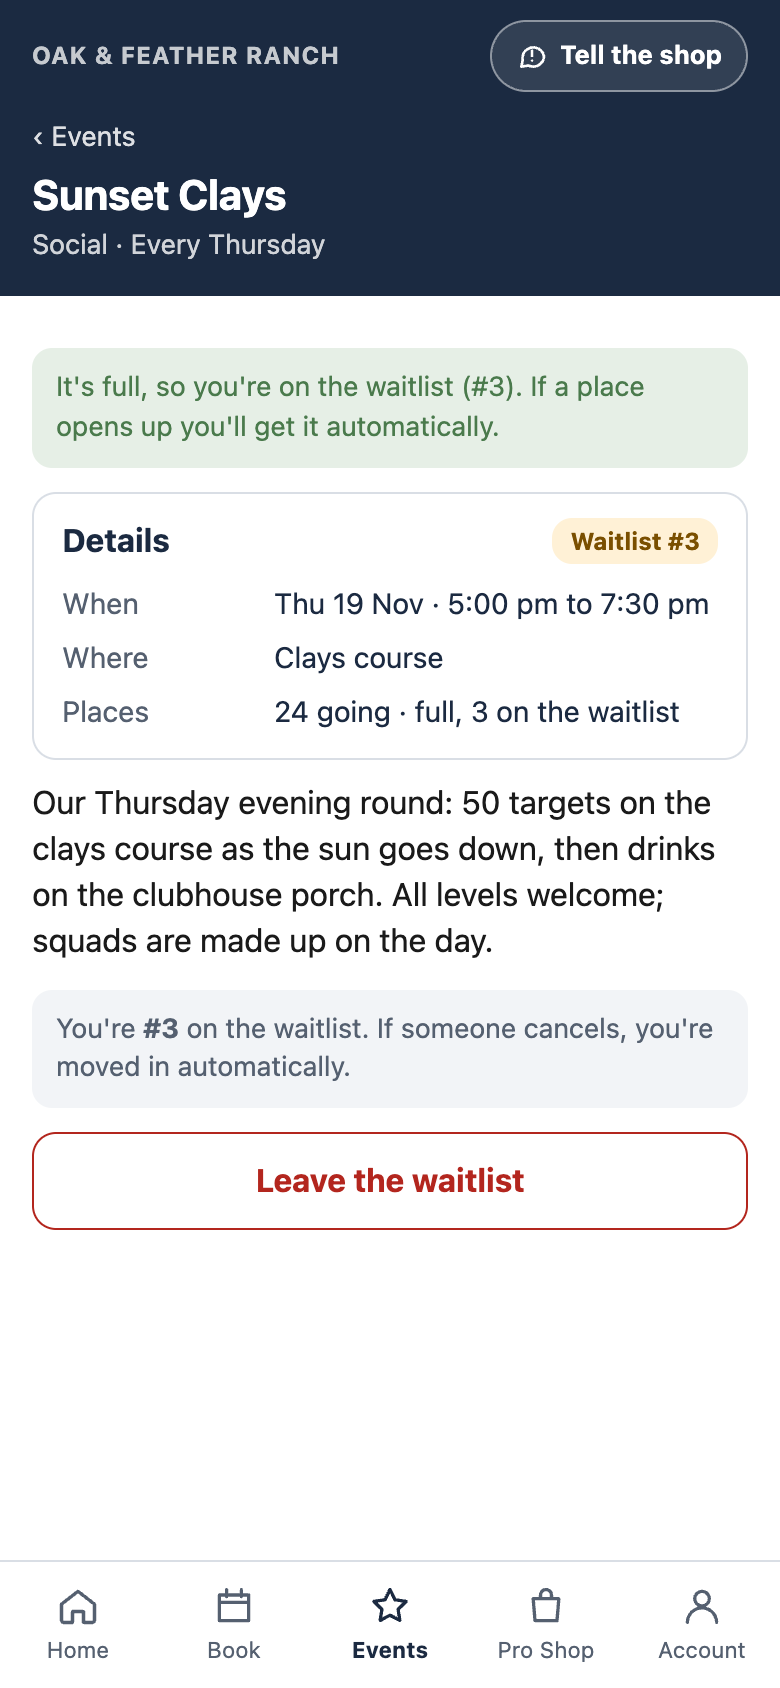 OAK & FEATHER RANCH
Tell the shop
‹ Events
Sunset Clays
Social · Every Thursday
It's full, so you're on the waitlist (#3). If a place
opens up you'll get it automatically.
Details
Waitlist #3
When
Thu 19 Nov · 5:00 pm to 7:30 pm
Where
Clays course
Places
24 going · full, 3 on the waitlist
Our Thursday evening round: 50 targets on the
clays course as the sun goes down, then drinks
on the clubhouse porch. All levels welcome;
squads are made up on the day.
You're #3 on the waitlist. If someone cancels, you're
moved in automatically.
Leave the waitlist
Home
Book
Events
Pro Shop
Account